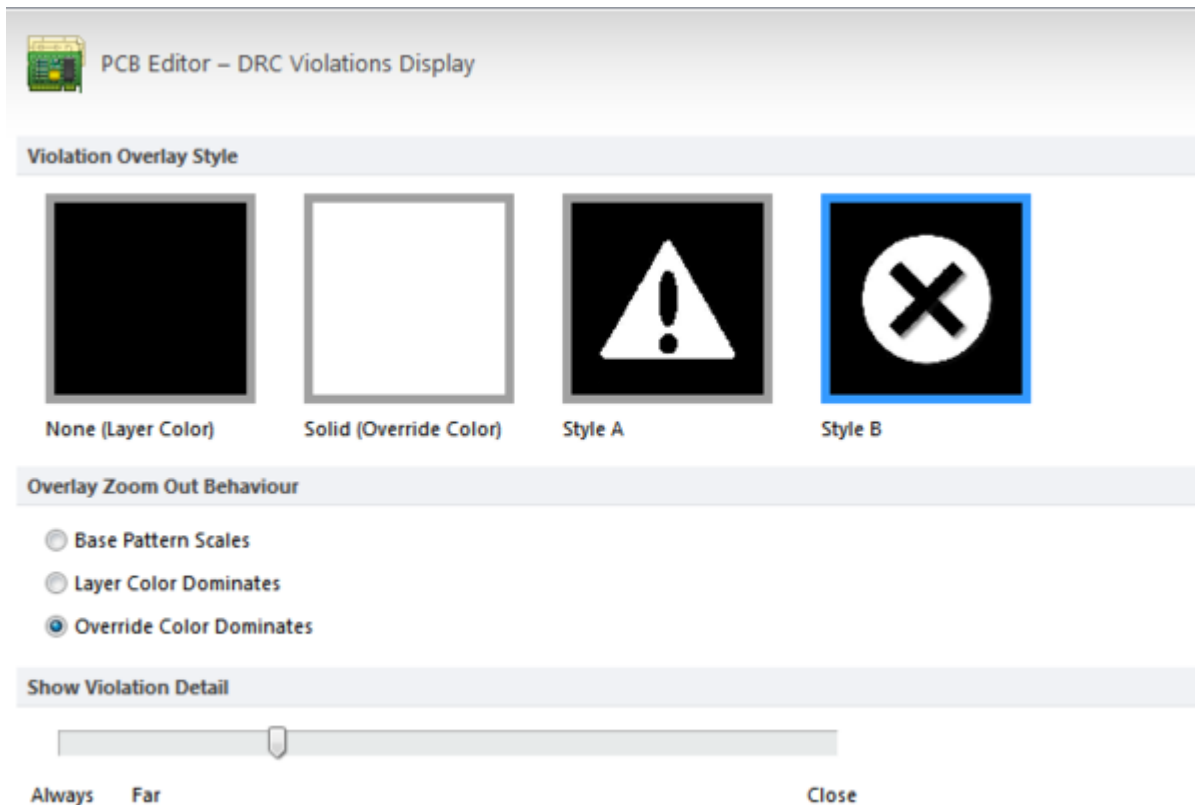 PCB Editor – DRC Violations Display
Violation Overlay Style
None (Layer Color) Solid (Override Color) Style A Style B
Overlay Zoom Out Behaviour
Base Pattern Scales
Layer Color Dominates
Override Color Dominates
Show Violation Detail
Always Far Close